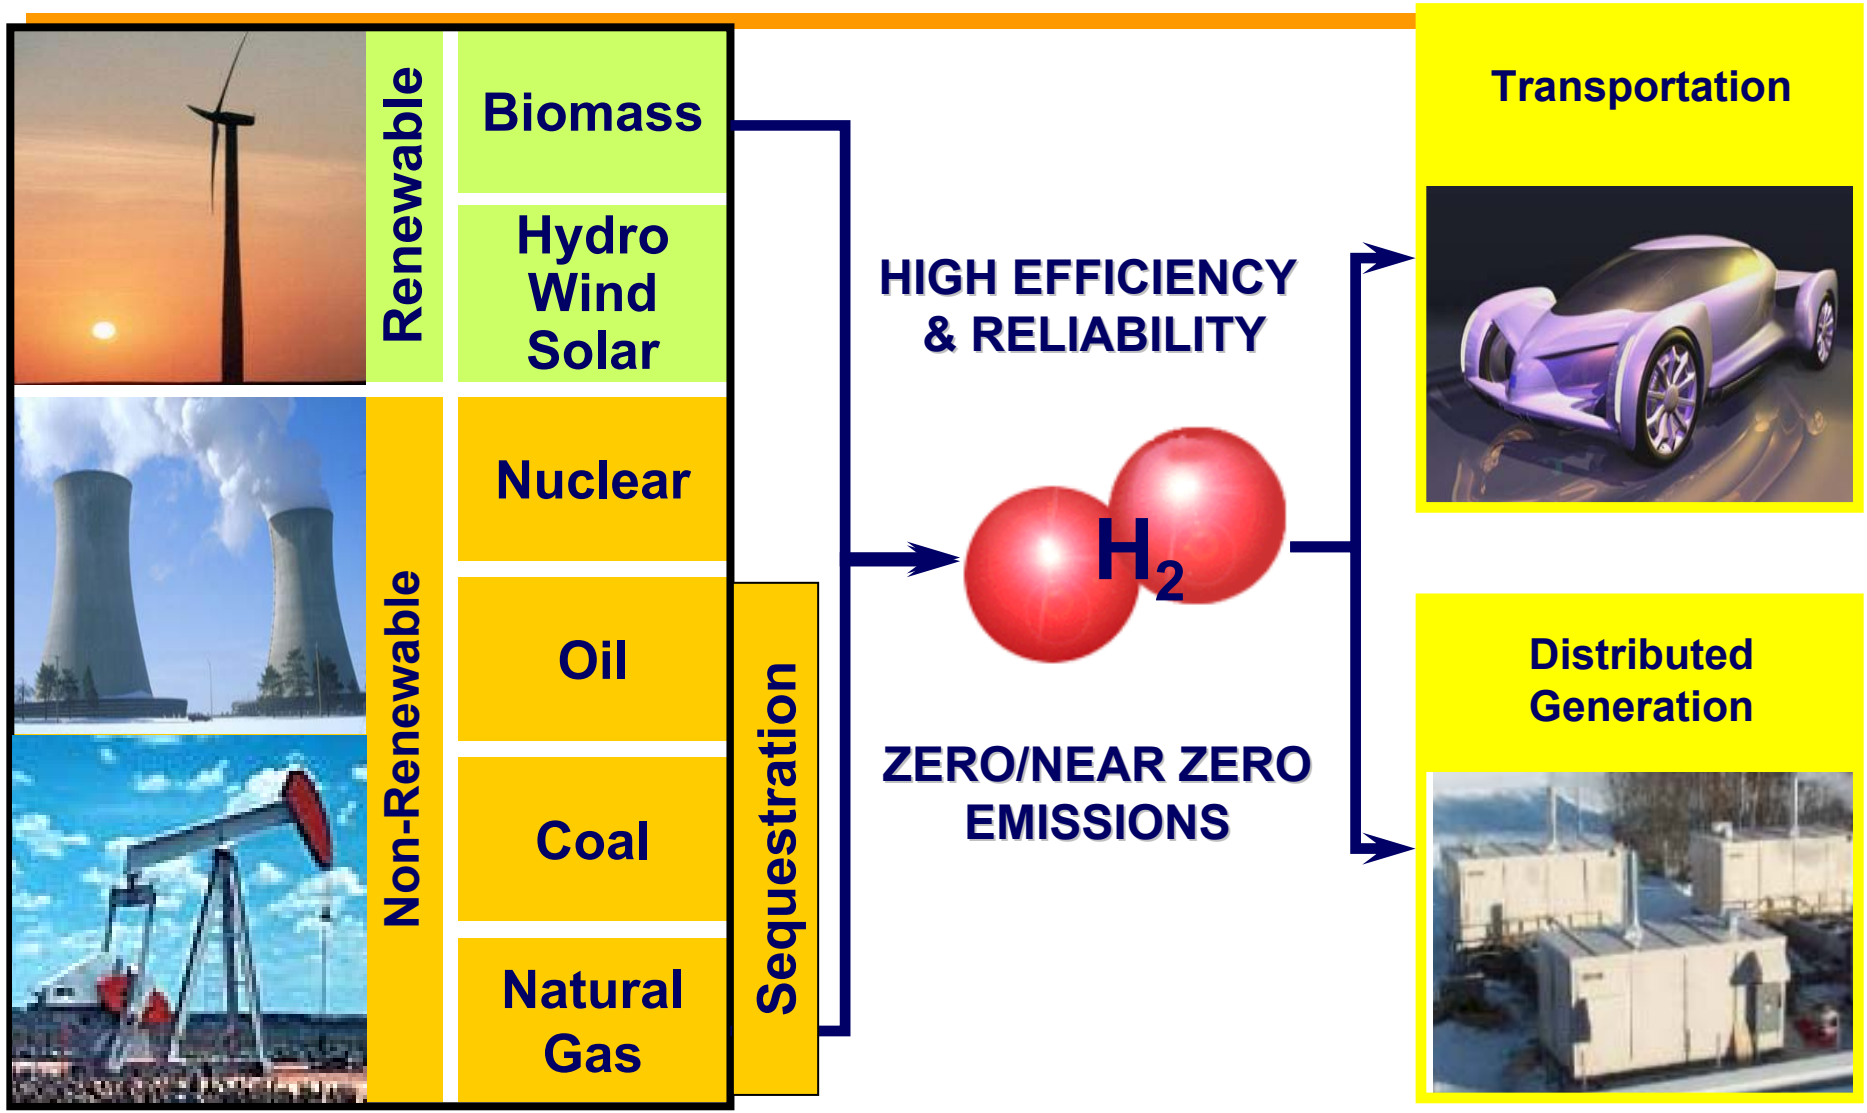 Renewable
Biomass
Hydro
Wind
Solar
Non-Renewable
Nuclear
Oil
Coal
Natural
Gas
Sequestration
HIGH EFFICIENCY
& RELIABILITY
H2
ZERO/NEAR ZERO
EMISSIONS
Transportation
Distributed
Generation